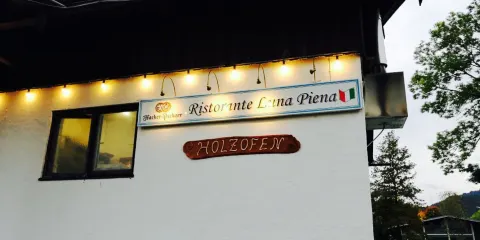 Hacker-Pschorr
Ristorante Luna Piena
HOLZOFEN